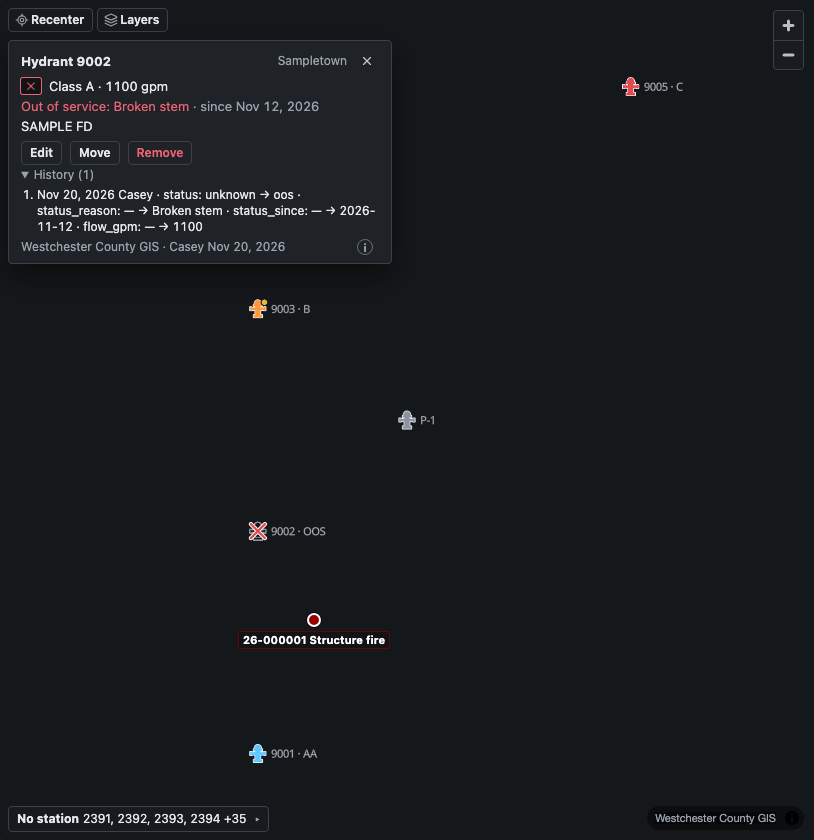 Recenter
Layers
Hydrant 9002
Sampletown
Class A · 1100 gpm
Out of service: Broken stem · since Nov 12, 2026
SAMPLE FD
Edit
Move
Remove
▼ History (1)
1. Nov 20, 2026 Casey · status: unknown → oos ·
status_reason: — → Broken stem · status_since: — → 2026-
11-12 · flow_gpm: — → 1100
Westchester County GIS · Casey Nov 20, 2026
9005 · C
9003 · B
P-1
9002 · OOS
26-000001 Structure fire
9001 · AA
No station 2391, 2392, 2393, 2394 +35
Westchester County GIS